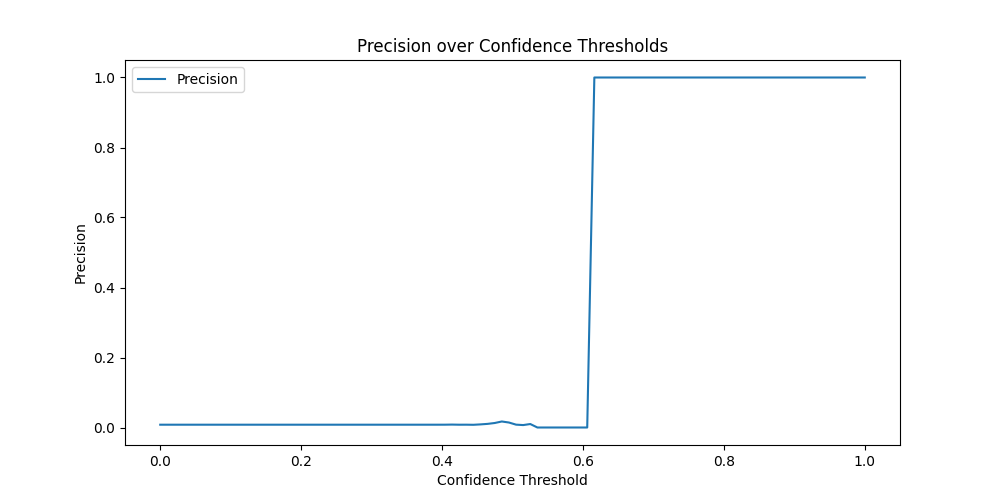 Precision over Confidence Thresholds
Precision
1.0
0.8
0.6
0.4
0.2
0.0
Precision
0.0 0.2 0.4 0.6 0.8 1.0
Confidence Threshold